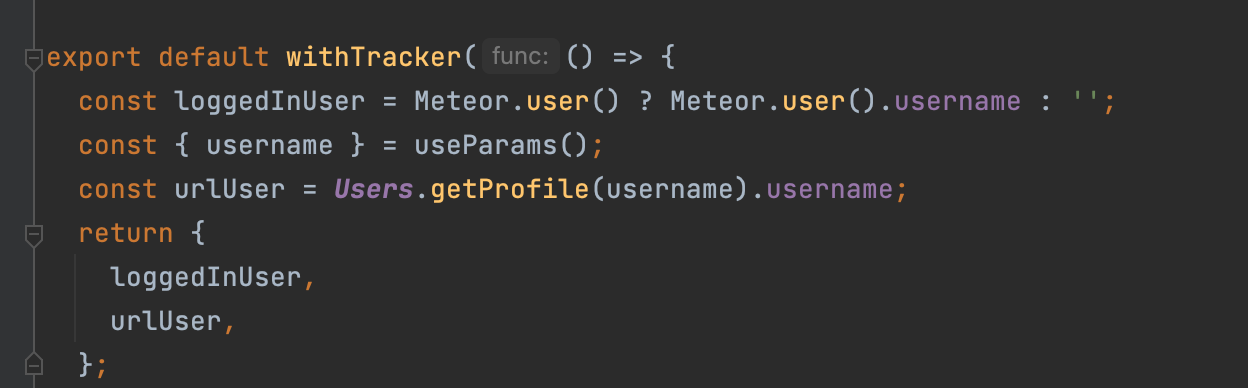 export default withTracker( func: () => {
  const loggedInUser = Meteor.user() ? Meteor.user().username : '';
  const { username } = useParams();
  const urlUser = Users.getProfile(username).username;
  return {
    loggedInUser,
    urlUser,
  };